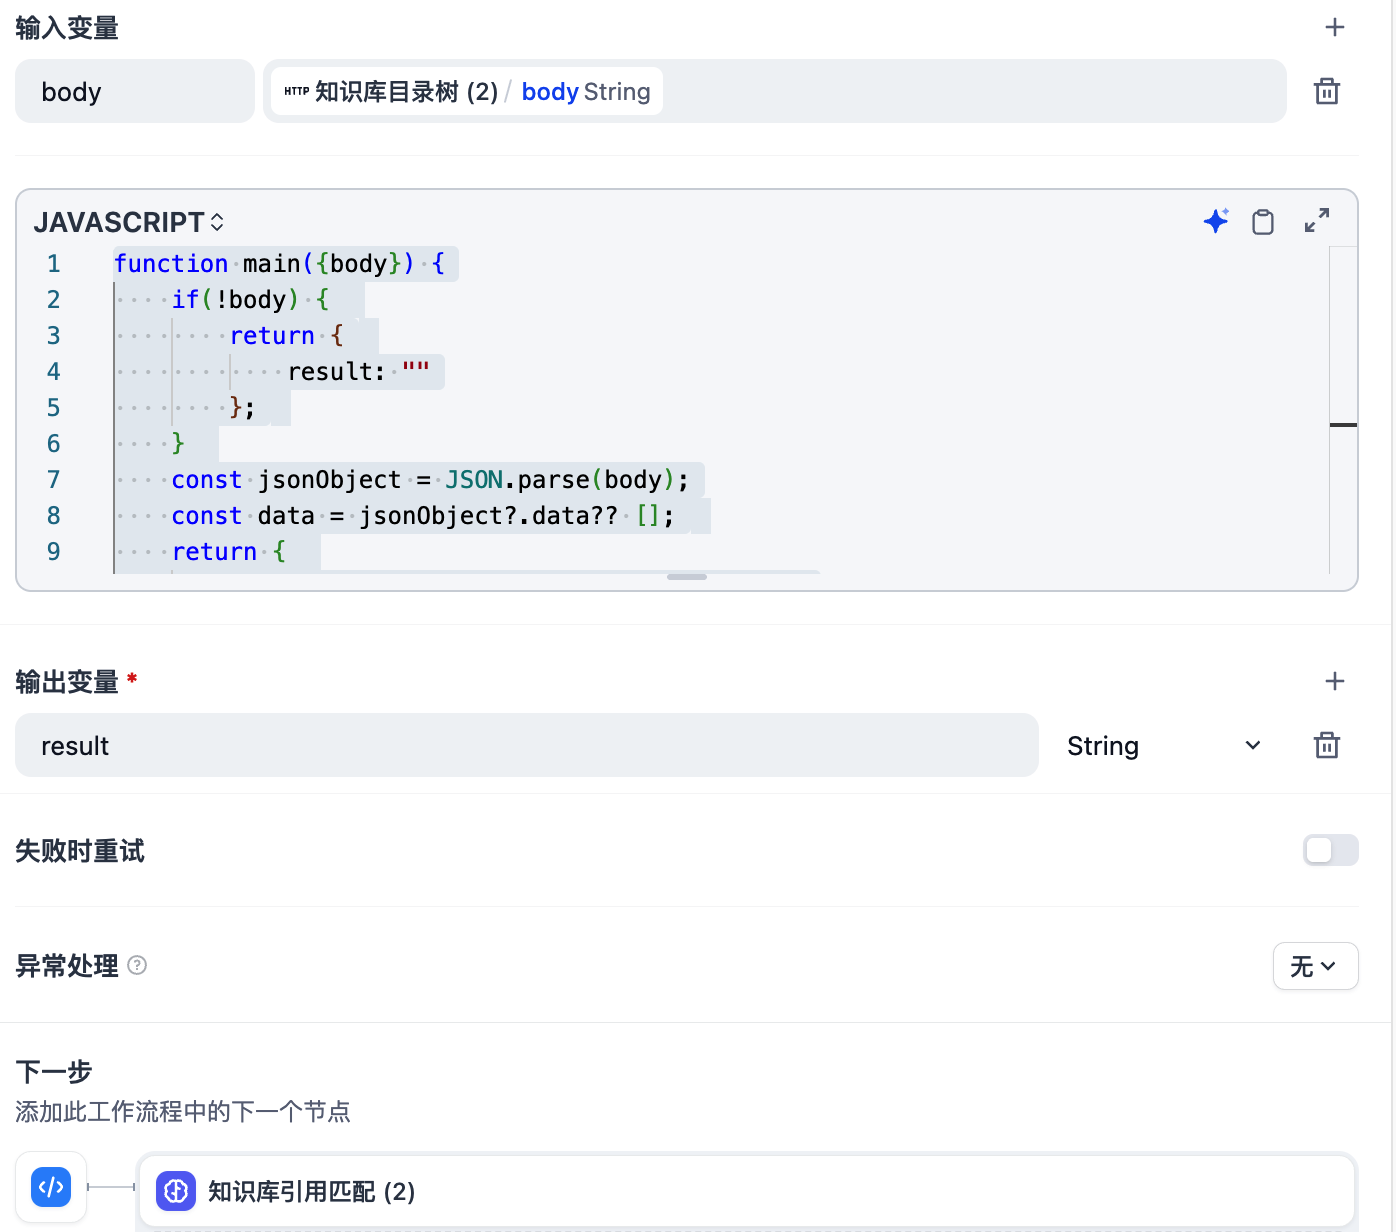 输入变量
body
HTTP 知识库目录树 (2) / body String
JAVASCRIPT
1 function main({body}) {
2     if(!body) {
3         return {
4             result: ""
5         };
6     }
7     const jsonObject = JSON.parse(body);
8     const data = jsonObject?.data?? [];
9     return {
输出变量 *
result
String
失败时重试
异常处理
无
下一步
添加此工作流程中的下一个节点
知识库引用匹配 (2)